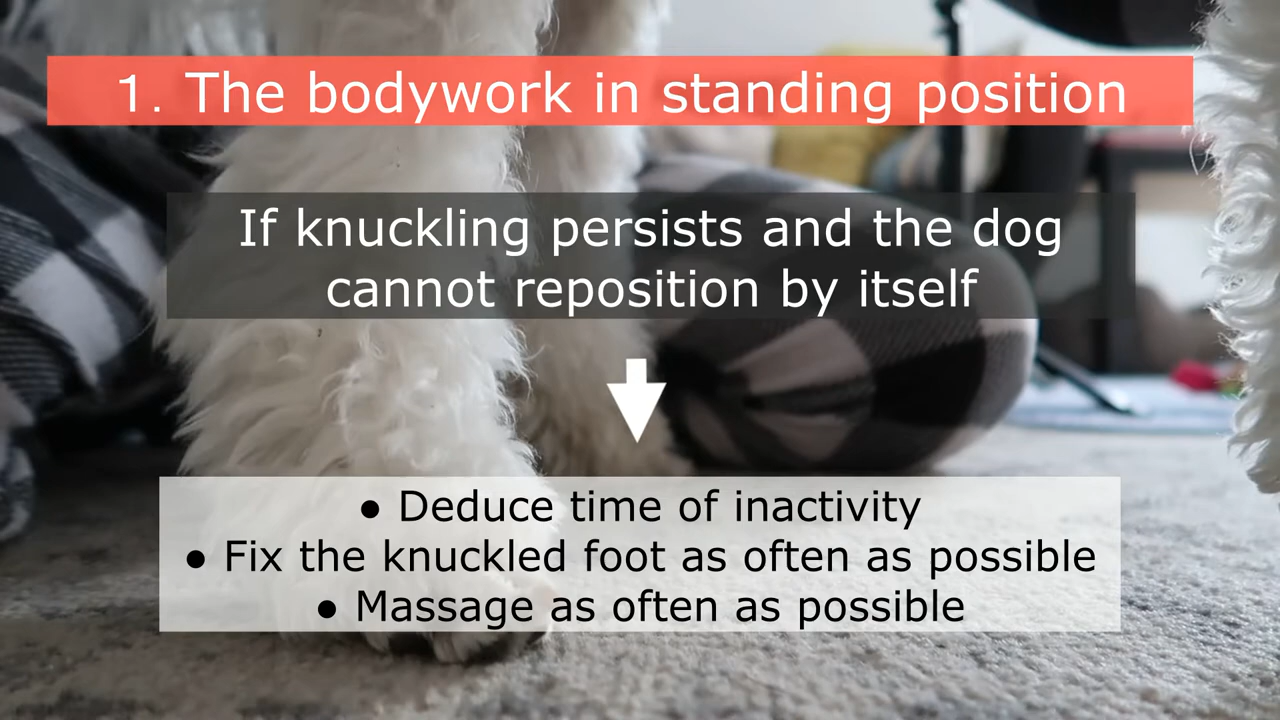 1. The bodywork in standing position
If knuckling persists and the dog
cannot reposition by itself
● Deduce time of inactivity
● Fix the knuckled foot as often as possible
● Massage as often as possible